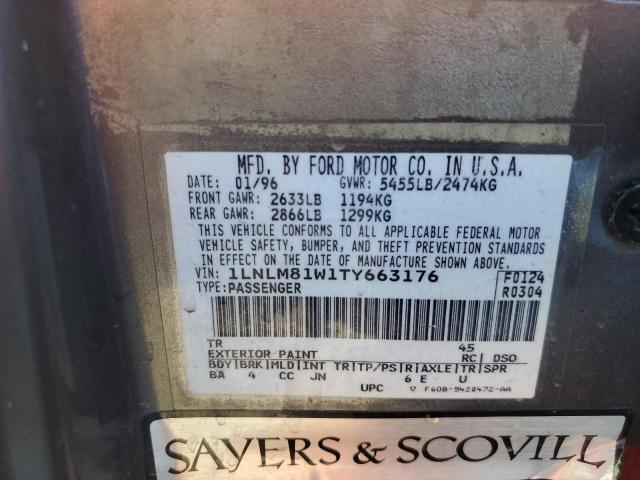 MFD. BY FORD MOTOR CO. IN U.S.A.
DATE: 01/96 GVWR: 5455LB/2474KG
FRONT GAWR: 2633LB 1194KG
REAR GAWR: 2866LB 1299KG
THIS VEHICLE CONFORMS TO ALL APPLICABLE FEDERAL MOTOR
VEHICLE SAFETY, BUMPER, AND THEFT PREVENTION STANDARDS
IN EFFECT ON THE DATE OF MANUFACTURE SHOWN ABOVE.
VIN: 1LNLM81W1TY663176 F0124
TYPE: PASSENGER R0304
TR 45
EXTERIOR PAINT RC| DSO
BDY|BRK|MLD|INT TR|TP/PS|R|AXLE|TR|SPR
BA 4 CC JN 6 E U
UPC ▽ F60B-5420472-AA
SAYERS & SCOVILL